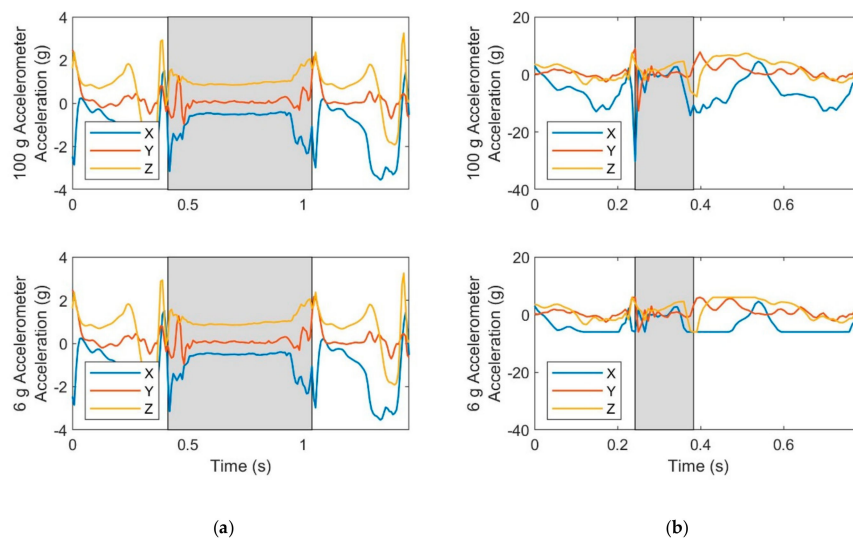 100 g Accelerometer
Acceleration (g)
4
2
0
-2
-4
X
Y
Z
0
0.5
1
100 g Accelerometer
Acceleration (g)
20
0
-20
-40
X
Y
Z
0
0.2
0.4
0.6
6 g Accelerometer
Acceleration (g)
4
2
0
-2
-4
X
Y
Z
0
0.5
1
Time (s)
6 g Accelerometer
Acceleration (g)
20
0
-20
-40
X
Y
Z
0
0.2
0.4
0.6
Time (s)
(a)
(b)